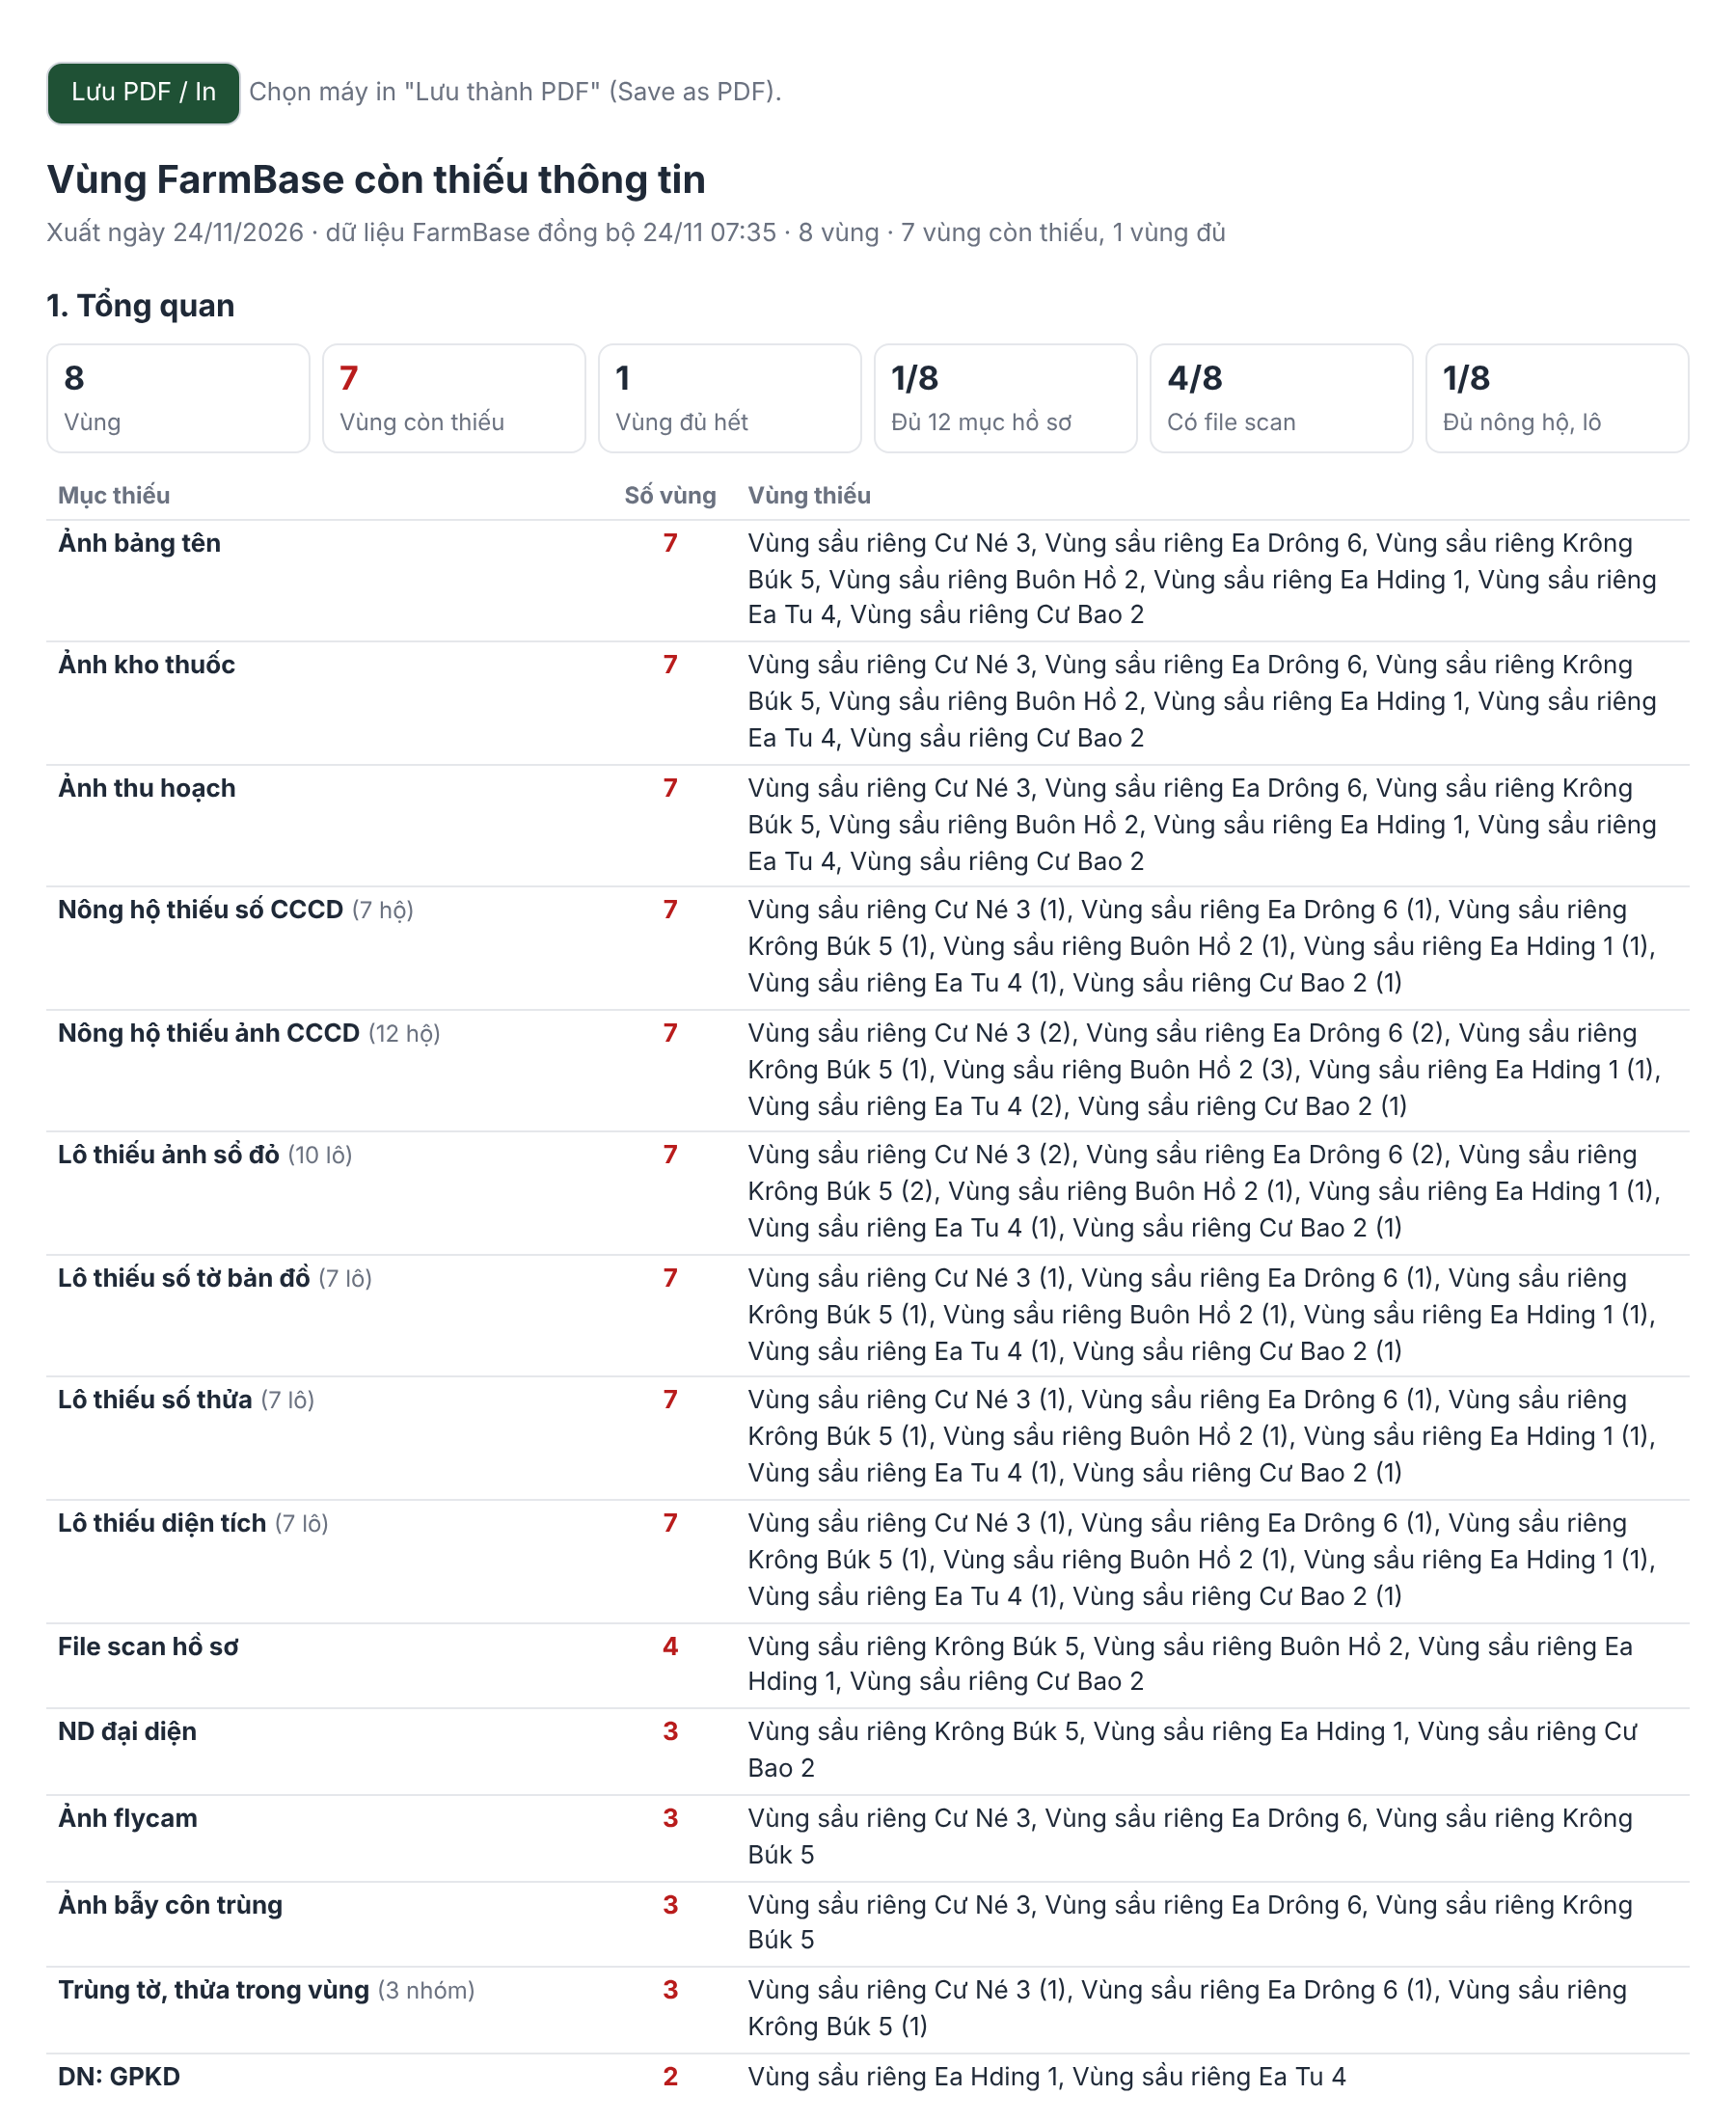 Lưu PDF / In Chọn máy in "Lưu thành PDF" (Save as PDF).
Vùng FarmBase còn thiếu thông tin
Xuất ngày 24/11/2026 · dữ liệu FarmBase đồng bộ 24/11 07:35 · 8 vùng · 7 vùng còn thiếu, 1 vùng đủ
1. Tổng quan
8
Vùng
7
Vùng còn thiếu
1
Vùng đủ hết
1/8
Đủ 12 mục hồ sơ
4/8
Có file scan
1/8
Đủ nông hộ, lô
Mục thiếu Số vùng Vùng thiếu
Ảnh bảng tên 7 Vùng sầu riêng Cư Né 3, Vùng sầu riêng Ea Drông 6, Vùng sầu riêng Krông
Búk 5, Vùng sầu riêng Buôn Hồ 2, Vùng sầu riêng Ea Hding 1, Vùng sầu riêng
Ea Tu 4, Vùng sầu riêng Cư Bao 2
Ảnh kho thuốc 7 Vùng sầu riêng Cư Né 3, Vùng sầu riêng Ea Drông 6, Vùng sầu riêng Krông
Búk 5, Vùng sầu riêng Buôn Hồ 2, Vùng sầu riêng Ea Hding 1, Vùng sầu riêng
Ea Tu 4, Vùng sầu riêng Cư Bao 2
Ảnh thu hoạch 7 Vùng sầu riêng Cư Né 3, Vùng sầu riêng Ea Drông 6, Vùng sầu riêng Krông
Búk 5, Vùng sầu riêng Buôn Hồ 2, Vùng sầu riêng Ea Hding 1, Vùng sầu riêng
Ea Tu 4, Vùng sầu riêng Cư Bao 2
Nông hộ thiếu số CCCD (7 hộ) 7 Vùng sầu riêng Cư Né 3 (1), Vùng sầu riêng Ea Drông 6 (1), Vùng sầu riêng
Krông Búk 5 (1), Vùng sầu riêng Buôn Hồ 2 (1), Vùng sầu riêng Ea Hding 1 (1),
Vùng sầu riêng Ea Tu 4 (1), Vùng sầu riêng Cư Bao 2 (1)
Nông hộ thiếu ảnh CCCD (12 hộ) 7 Vùng sầu riêng Cư Né 3 (2), Vùng sầu riêng Ea Drông 6 (2), Vùng sầu riêng
Krông Búk 5 (1), Vùng sầu riêng Buôn Hồ 2 (3), Vùng sầu riêng Ea Hding 1 (1),
Vùng sầu riêng Ea Tu 4 (2), Vùng sầu riêng Cư Bao 2 (1)
Lô thiếu ảnh sổ đỏ (10 lô) 7 Vùng sầu riêng Cư Né 3 (2), Vùng sầu riêng Ea Drông 6 (2), Vùng sầu riêng
Krông Búk 5 (2), Vùng sầu riêng Buôn Hồ 2 (1), Vùng sầu riêng Ea Hding 1 (1),
Vùng sầu riêng Ea Tu 4 (1), Vùng sầu riêng Cư Bao 2 (1)
Lô thiếu số tờ bản đồ (7 lô) 7 Vùng sầu riêng Cư Né 3 (1), Vùng sầu riêng Ea Drông 6 (1), Vùng sầu riêng
Krông Búk 5 (1), Vùng sầu riêng Buôn Hồ 2 (1), Vùng sầu riêng Ea Hding 1 (1),
Vùng sầu riêng Ea Tu 4 (1), Vùng sầu riêng Cư Bao 2 (1)
Lô thiếu số thửa (7 lô) 7 Vùng sầu riêng Cư Né 3 (1), Vùng sầu riêng Ea Drông 6 (1), Vùng sầu riêng
Krông Búk 5 (1), Vùng sầu riêng Buôn Hồ 2 (1), Vùng sầu riêng Ea Hding 1 (1),
Vùng sầu riêng Ea Tu 4 (1), Vùng sầu riêng Cư Bao 2 (1)
Lô thiếu diện tích (7 lô) 7 Vùng sầu riêng Cư Né 3 (1), Vùng sầu riêng Ea Drông 6 (1), Vùng sầu riêng
Krông Búk 5 (1), Vùng sầu riêng Buôn Hồ 2 (1), Vùng sầu riêng Ea Hding 1 (1),
Vùng sầu riêng Ea Tu 4 (1), Vùng sầu riêng Cư Bao 2 (1)
File scan hồ sơ 4 Vùng sầu riêng Krông Búk 5, Vùng sầu riêng Buôn Hồ 2, Vùng sầu riêng Ea
Hding 1, Vùng sầu riêng Cư Bao 2
ND đại diện 3 Vùng sầu riêng Krông Búk 5, Vùng sầu riêng Ea Hding 1, Vùng sầu riêng Cư
Bao 2
Ảnh flycam 3 Vùng sầu riêng Cư Né 3, Vùng sầu riêng Ea Drông 6, Vùng sầu riêng Krông
Búk 5
Ảnh bẫy côn trùng 3 Vùng sầu riêng Cư Né 3, Vùng sầu riêng Ea Drông 6, Vùng sầu riêng Krông
Búk 5
Trùng tờ, thửa trong vùng (3 nhóm) 3 Vùng sầu riêng Cư Né 3 (1), Vùng sầu riêng Ea Drông 6 (1), Vùng sầu riêng
Krông Búk 5 (1)
DN: GPKD 2 Vùng sầu riêng Ea Hding 1, Vùng sầu riêng Ea Tu 4